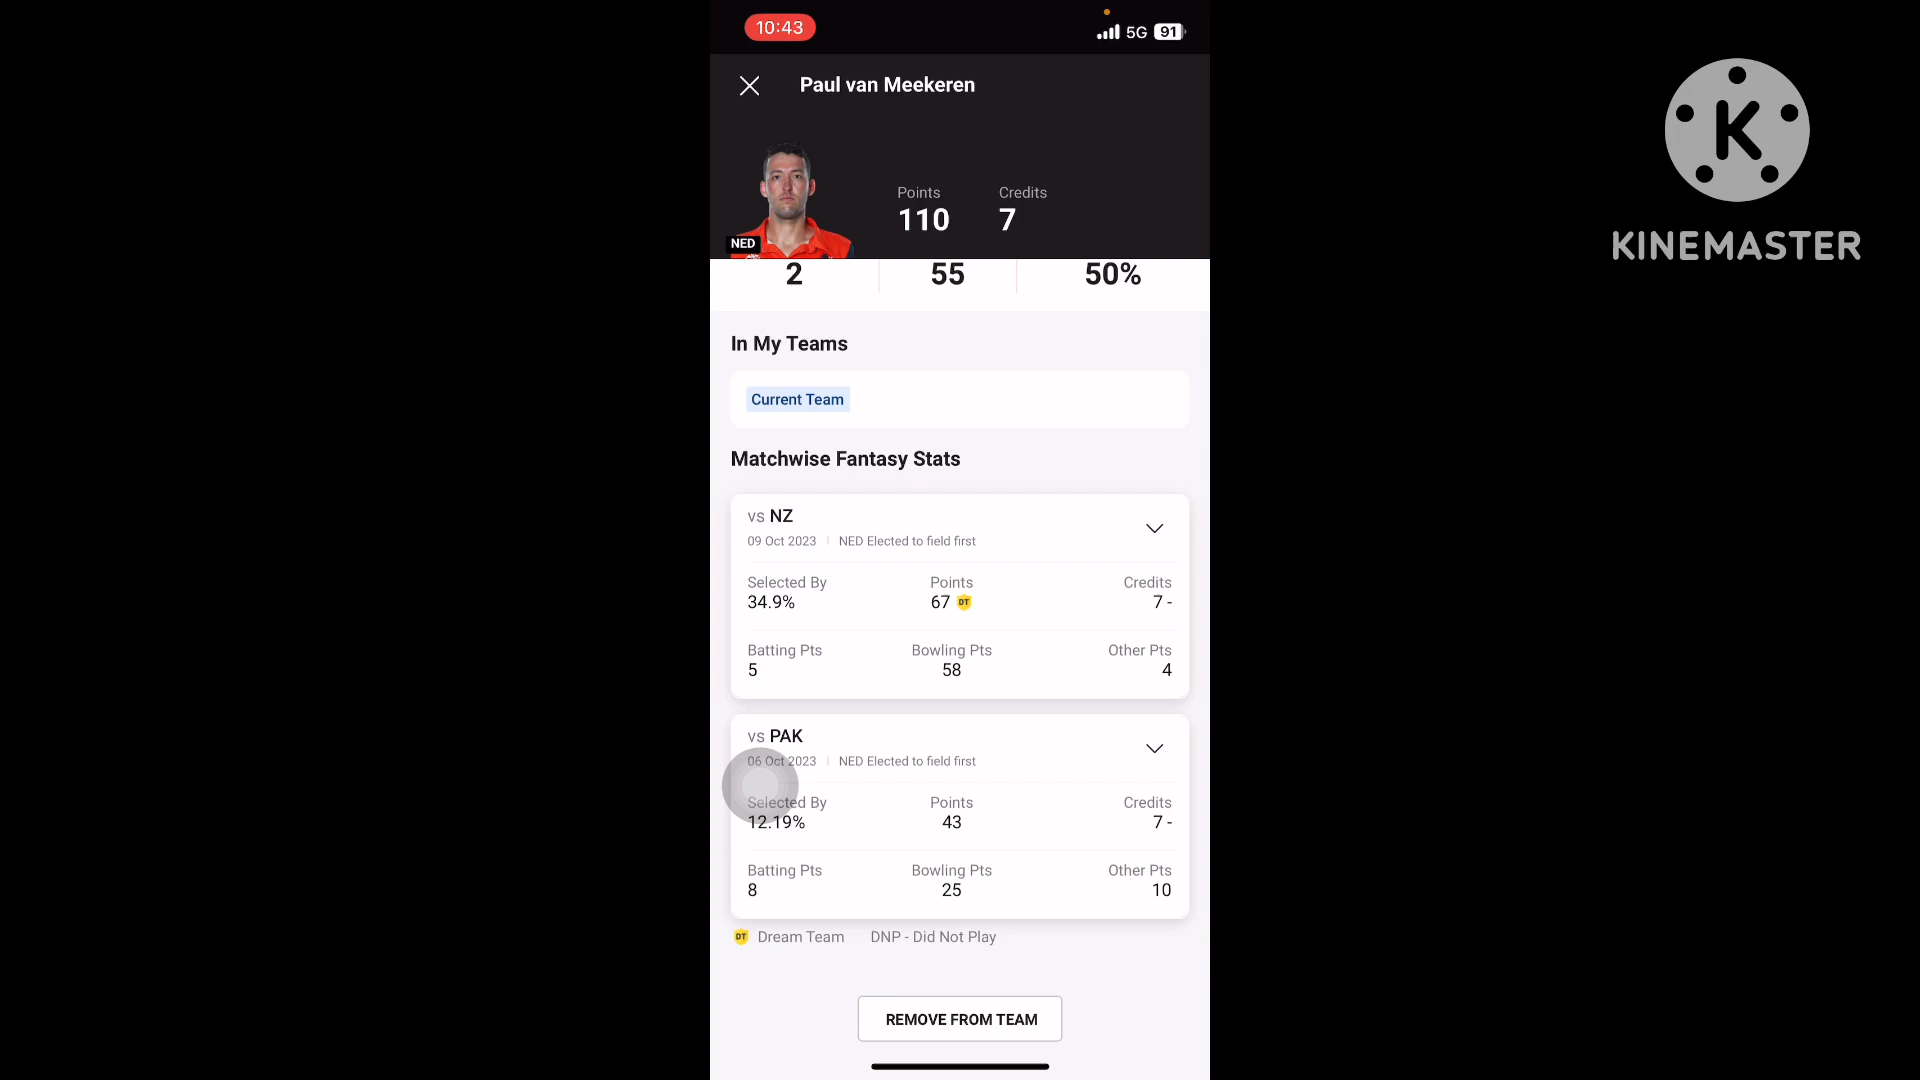 10:43
5G 91
Paul van Meekeren
Points
110
Credits
7
NED
2
55
50%
In My Teams
Current Team
Matchwise Fantasy Stats
vs NZ
09 Oct 2023 | NED Elected to field first
Selected By
34.9%
Points
67 DT
Credits
7 -
Batting Pts
5
Bowling Pts
58
Other Pts
4
vs PAK
06 Oct 2023 | NED Elected to field first
Selected By
12.19%
Points
43
Credits
7 -
Batting Pts
8
Bowling Pts
25
Other Pts
10
DT Dream Team DNP - Did Not Play
REMOVE FROM TEAM
K
KINEMASTER